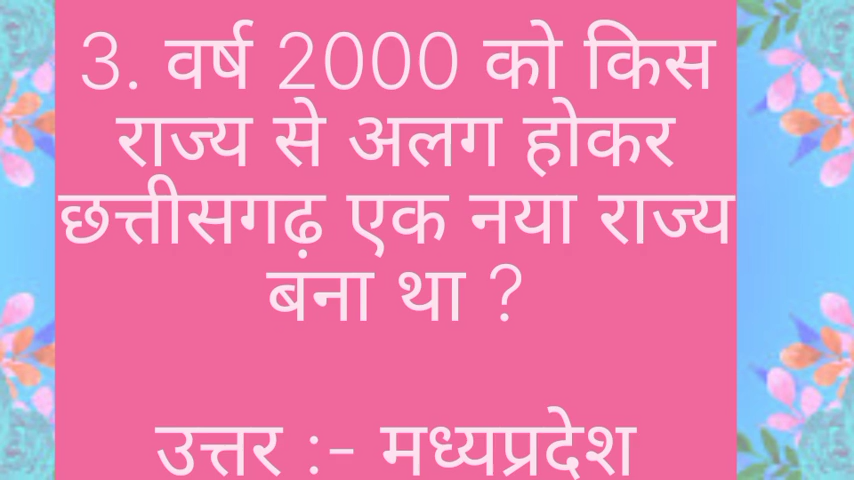 3. वर्ष 2000 को किस
राज्य से अलग होकर
छत्तीसगढ़ एक नया राज्य
बना था ?
उत्तर :- मध्यप्रदेश